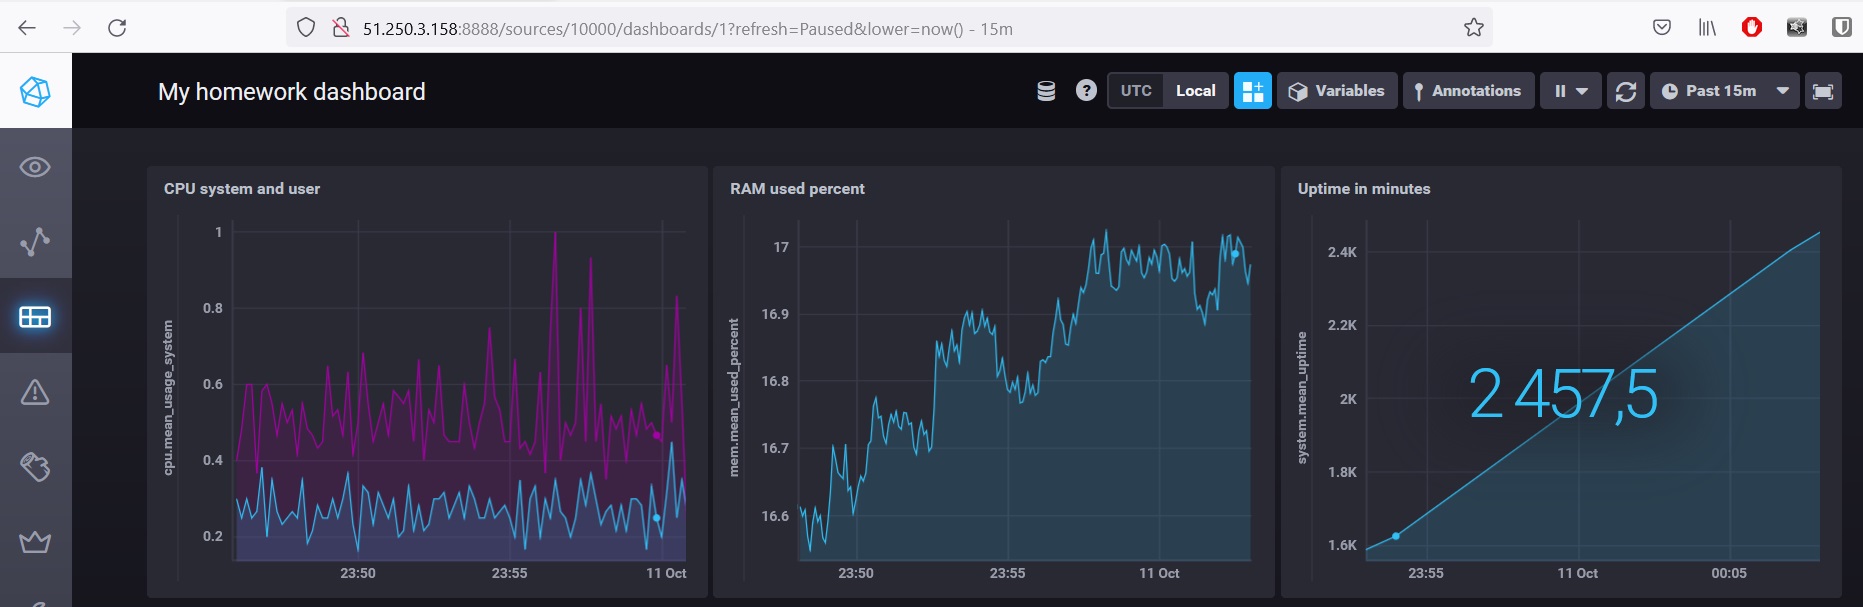 51.250.3.158:8888/sources/10000/dashboards/1?refresh=Paused&lower=now() - 15m
My homework dashboard
? UTC Local Variables Annotations Past 15m
CPU system and user
cpu.mean_usage_system
1
0.8
0.6
0.4
0.2
23:50 23:55 11 Oct
RAM used percent
mem.mean_used_percent
17
16.9
16.8
16.7
16.6
23:50 23:55 11 Oct
Uptime in minutes
system.mean_uptime
2.4K
2.2K
2K
1.8K
1.6K
2 457,5
23:55 11 Oct 00:05